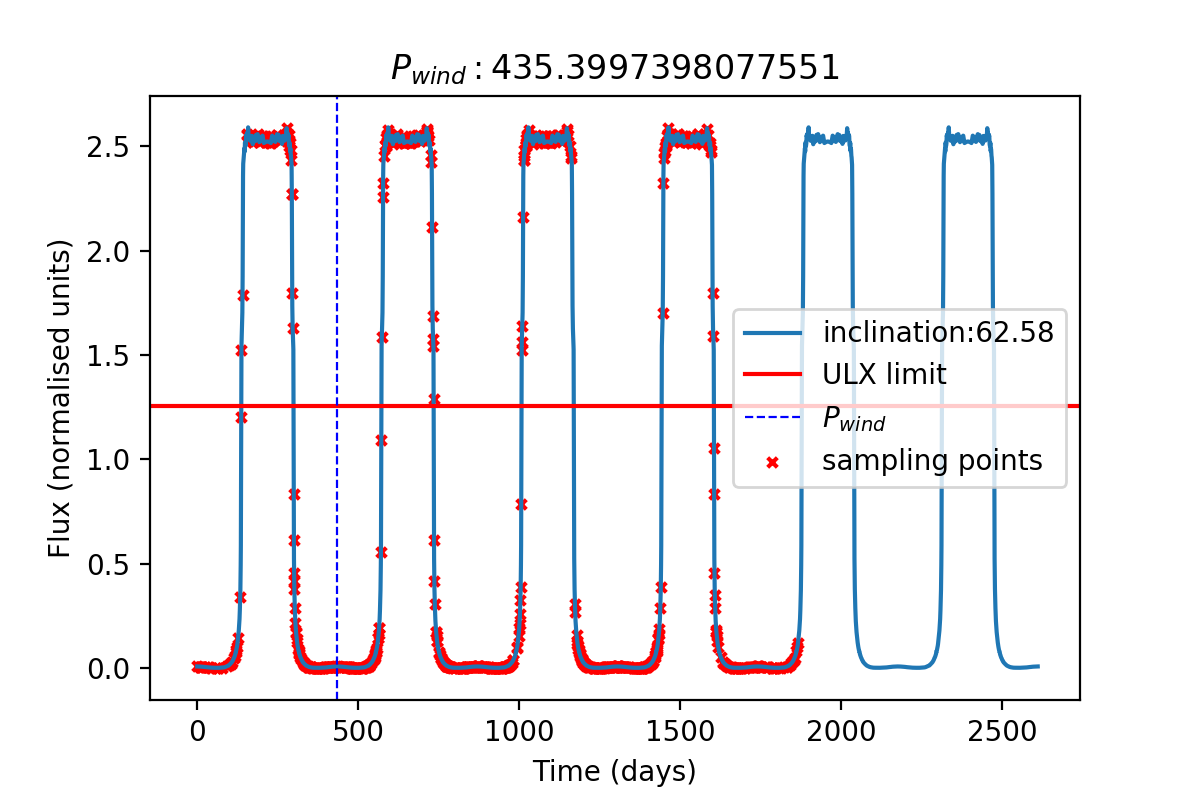 P_wind : 435.3997398077551
Flux (normalised units)
2.5
2.0
1.5
1.0
0.5
0.0
inclination:62.58
ULX limit
P_wind
sampling points
0 500 1000 1500 2000 2500
Time (days)